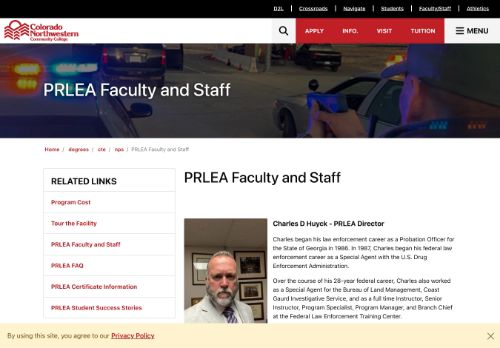 D2L | Crossroads | Navigate | Students | Faculty/Staff | Athletics
Colorado
Northwestern
Community College
APPLY INFO. VISIT TUITION MENU
PRLEA Faculty and Staff
Home / degrees / cte / nps / PRLEA Faculty and Staff
RELATED LINKS
Program Cost
Tour the Facility
PRLEA Faculty and Staff
PRLEA FAQ
PRLEA Certificate Information
PRLEA Student Success Stories
PRLEA Faculty and Staff
Charles D Huyck - PRLEA Director
Charles began his law enforcement career as a Probation Officer for
the State of Georgia in 1986. In 1987, Charles began his federal law
enforcement career as a Special Agent with the U.S. Drug
Enforcement Administration.
Over the course of his 28-year federal career, Charles also worked
as a Special Agent for the Bureau of Land Management, Coast
Gaurd Investigative Service, and as a full time Instructor, Senior
Instructor, Program Specialist, Program Manager, and Branch Chief
at the Federal Law Enforcement Training Center.
By using this site, you agree to our Privacy Policy